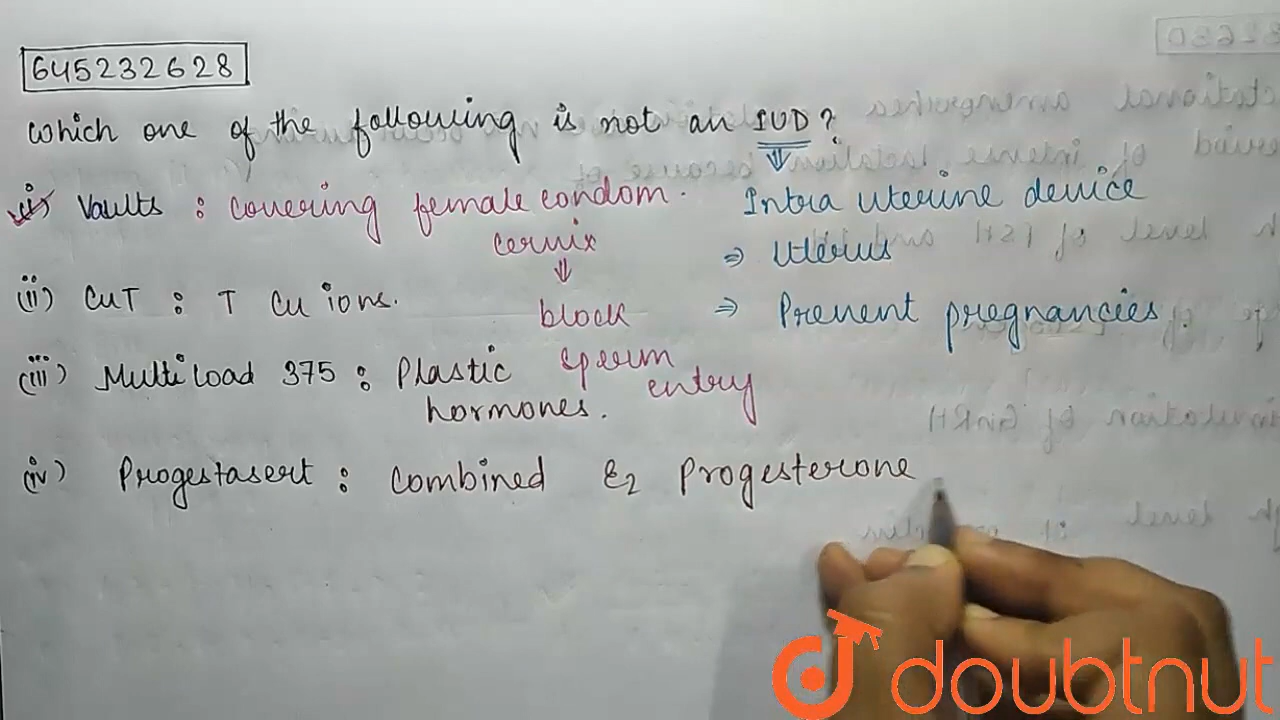 645232628
Which one of the following is not an IUD?
(i) Vaults : covering female condom.
cervix
⇓
block
sperm
entry
⇓
Intra uterine device
⇒ Uterus
⇒ Prevent pregnancies.
(ii) CuT : T Cu ions.
(iii) Multiload 375 : Plastic
hormones.
(iv) Progestasert : Combined E2 Progesterone
doubtnut